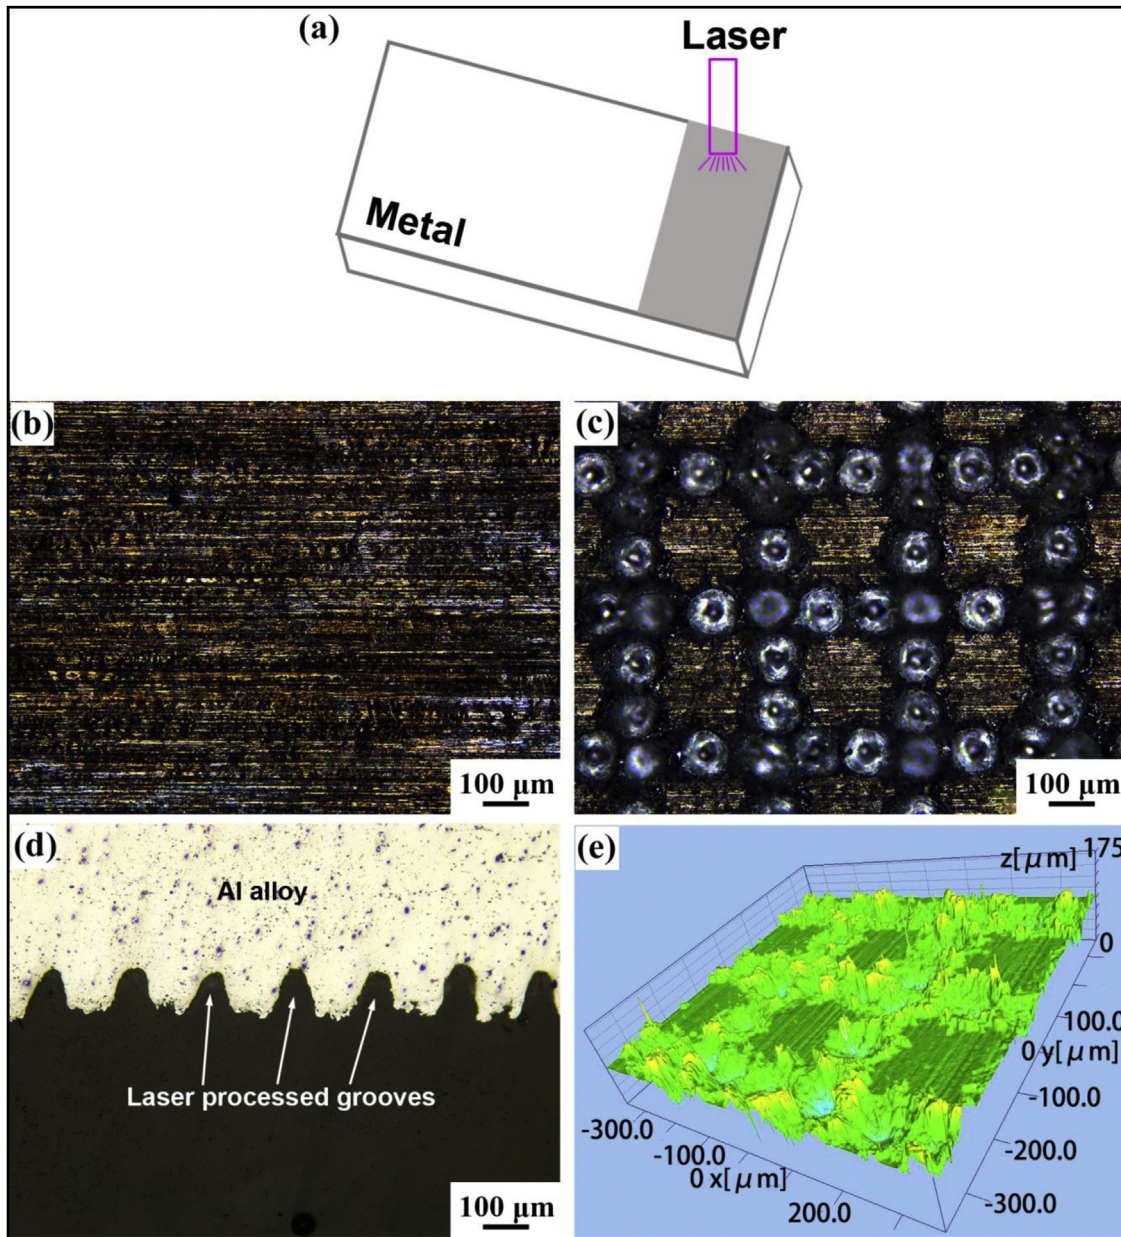 (a)
Laser
Metal
(b)
100 μm
(c)
100 μm
(d)
Al alloy
Laser processed grooves
100 μm
(e)
z[μm]
175
0
100.0
0 y[μm]
-100.0
-200.0
-300.0
-300.0
-100.0
0 x[μm]
200.0